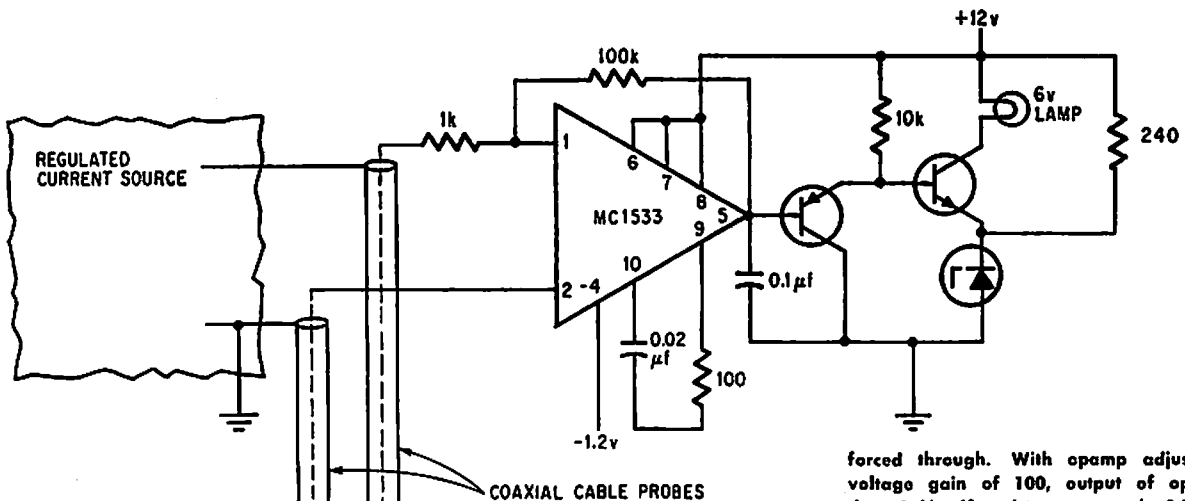 +12v
100k
6v
LAMP
10k
240
1k
REGULATED
CURRENT SOURCE
1
6
7
8
MC1533
5
9
10
2
-4
0.1μf
0.02
μf
100
-1.2v
COAXIAL CABLE PROBES
forced through. With opamp adjus
voltage gain of 100, output of op